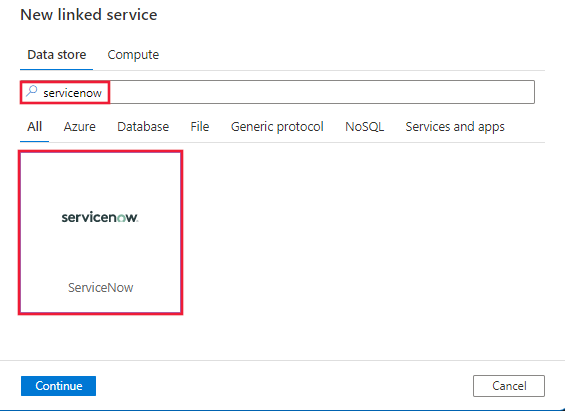 New linked service
Data store Compute
servicenow
All Azure Database File Generic protocol NoSQL Services and apps
servicenow
ServiceNow
Continue Cancel